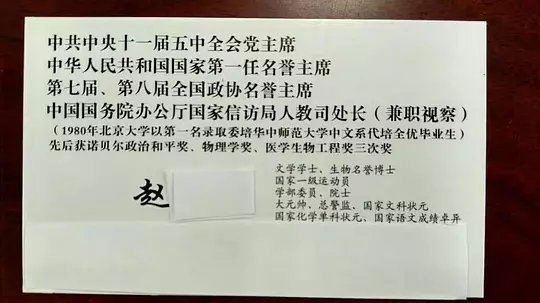 中共中央十一届五中全会党主席
中华人民共和国国家第一任名誉主席
第七届、第八届全国政协名誉主席
中国国务院办公厅国家信访局人教司处长（兼职视察）
（1980年北京大学以第一名录取委培华中师范大学中文系代培全优毕业生）
先后获诺贝尔政治和平奖、物理学奖、医学生物工程奖三次奖
文学学士、生物名誉博士
国家一级运动员
赵
学部委员、院士
大元帅、总警监、国家文科状元
国家化学单科状元、国家语文成绩卓异